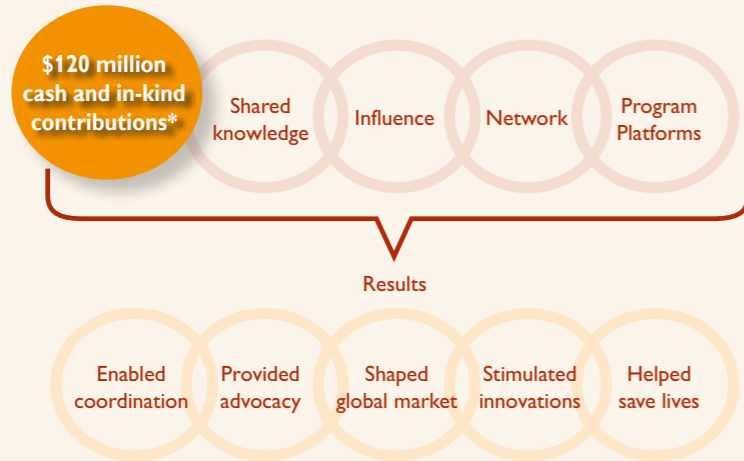 $120 million
cash and in-kind
contributions*
Shared
knowledge
Influence
Network
Program
Platforms
Results
Enabled
coordination
Provided
advocacy
Shaped
global market
Stimulated
innovations
Helped
save lives